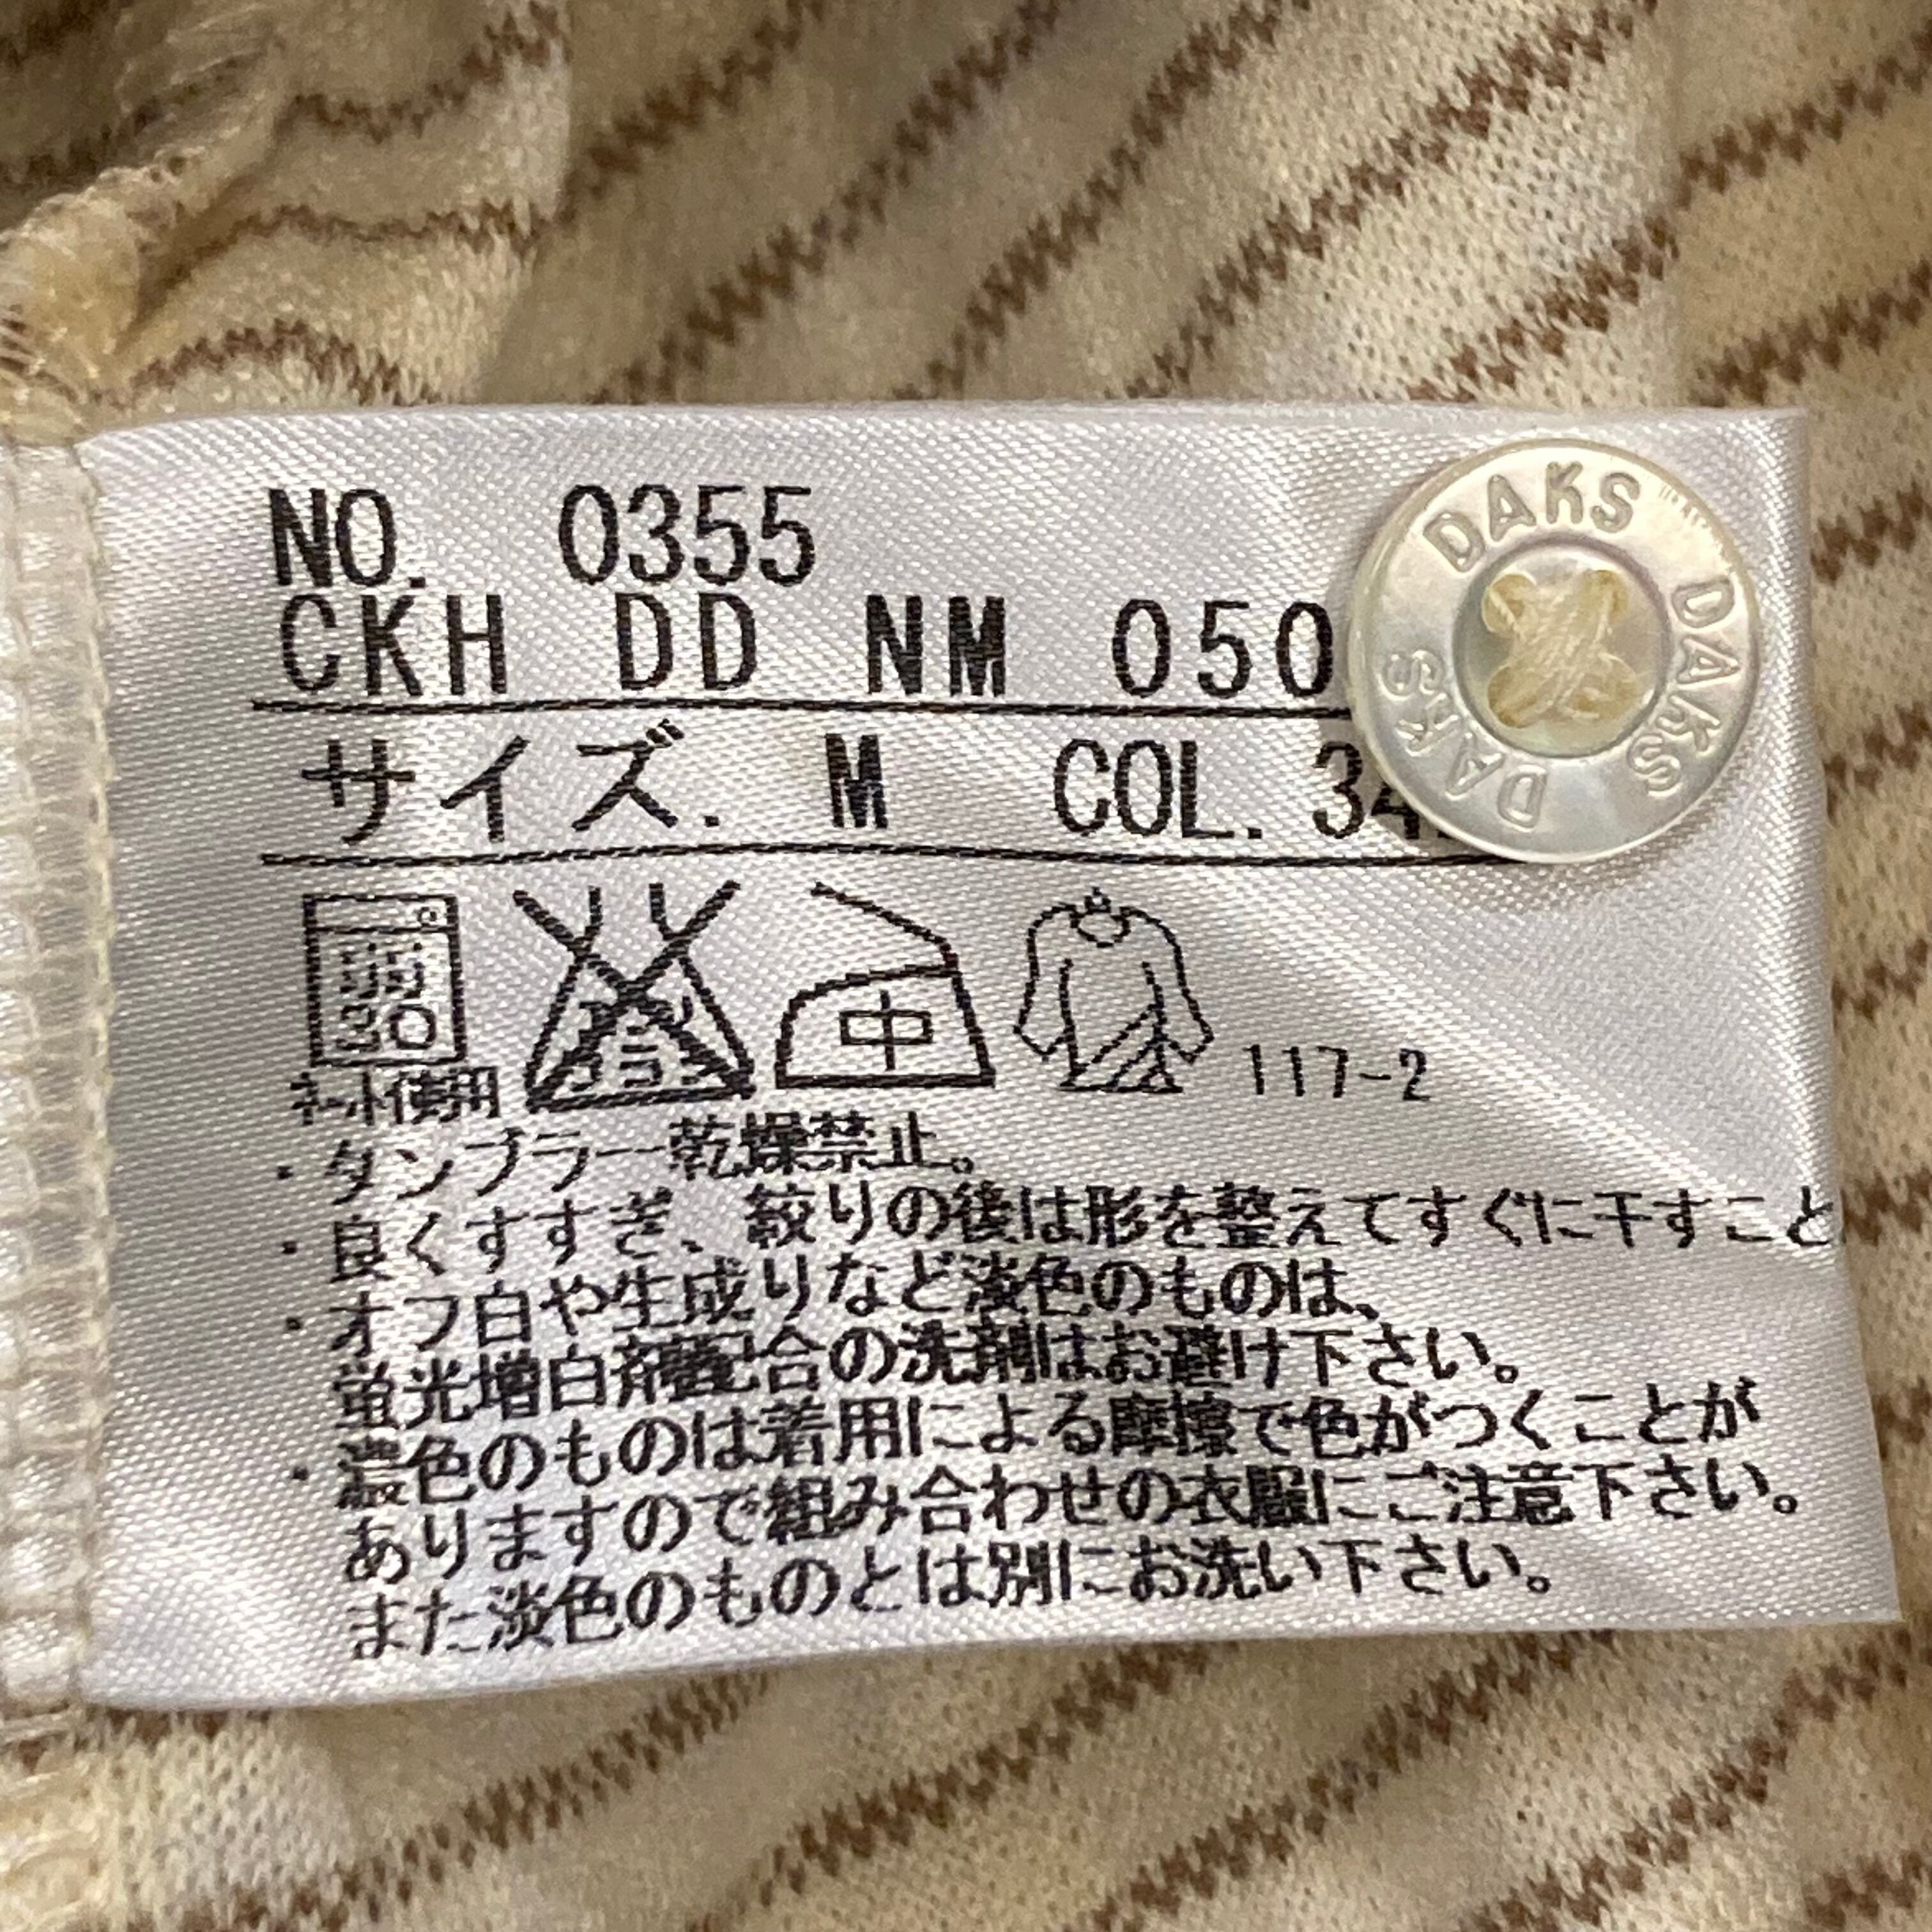 NO. 0355
CKH DD NM 050
サイズ. M COL. 34
DAKS DAKS DAKS
30
中
117-2
ネット使用
・タンブラー乾燥禁止。
・良くすすぎ、絞りの後は形を整えてすぐに干すこと
・オフ白や生成りなど淡色のものは、
蛍光増白剤配合の洗剤はお避け下さい。
・濃色のものは着用による摩擦で色がつくことが
ありますので組み合わせの衣服にご注意下さい。
また淡色のものとは別にお洗い下さい。